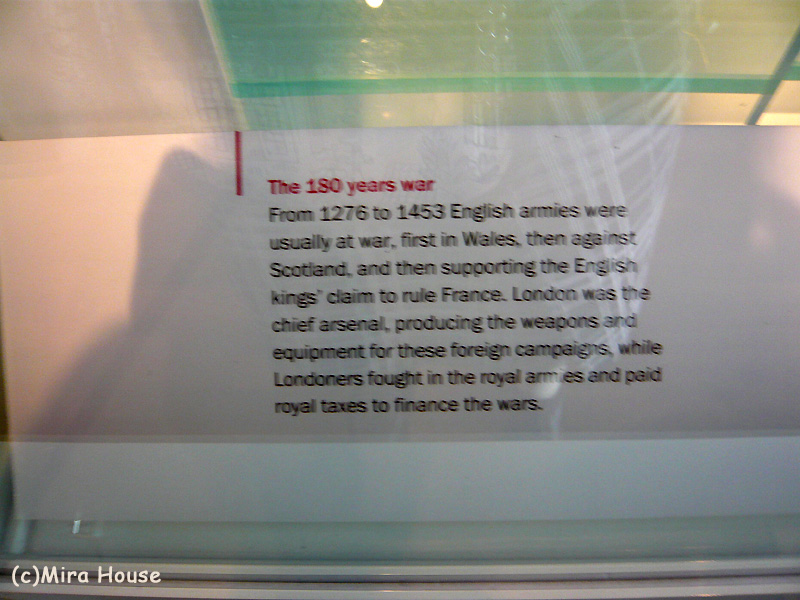 The 180 years war
From 1276 to 1453 English armies were
usually at war, first in Wales, then against
Scotland, and then supporting the English
kings' claim to rule France. London was the
chief arsenal, producing the weapons and
equipment for these foreign campaigns, while
Londoners fought in the royal armies and paid
royal taxes to finance the wars.
(c)Mira House